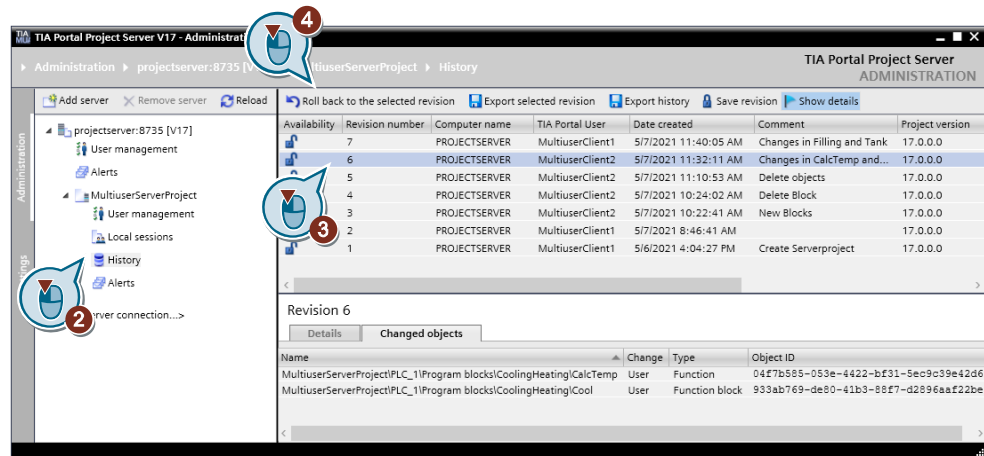 4
TIA Portal Project Server V17 - Administrat
Administration projectserver:8735 [V tiuserServerProject History
TIA Portal Project Server
ADMINISTRATION
Add server Remove server Reload
Roll back to the selected revision Export selected revision Export history Save revision Show details
Administration
Availability Revision number Computer name TIA Portal User Date created Comment Project version
7 PROJECTSERVER MultiuserClient1 5/7/2021 11:40:05 AM Changes in Filling and Tank 17.0.0.0
6 PROJECTSERVER MultiuserClient2 5/7/2021 11:32:11 AM Changes in CalcTemp and... 17.0.0.0
5 PROJECTSERVER MultiuserClient2 5/7/2021 11:10:53 AM Delete objects 17.0.0.0
4 PROJECTSERVER MultiuserClient2 5/7/2021 10:24:02 AM Delete Block 17.0.0.0
3 PROJECTSERVER MultiuserClient2 5/7/2021 10:22:41 AM New Blocks 17.0.0.0
2 PROJECTSERVER MultiuserClient1 5/7/2021 8:46:41 AM 17.0.0.0
1 PROJECTSERVER MultiuserClient1 5/6/2021 4:04:27 PM Create Serverproject 17.0.0.0
3
projectserver:8735 [V17]
User management
Alerts
MultiuserServerProject
User management
Local sessions
History
Alerts
erver connection...>
2
Revision 6
Details Changed objects
Name Change Type Object ID
MultiuserServerProject\PLC_1\Program blocks\CoolingHeating\CalcTemp User Function 04f7b585-053e-4422-bf31-5ec9c39e42d6
MultiuserServerProject\PLC_1\Program blocks\CoolingHeating\Cool User Function block 933ab769-de80-41b3-88f7-d2896aaf22be